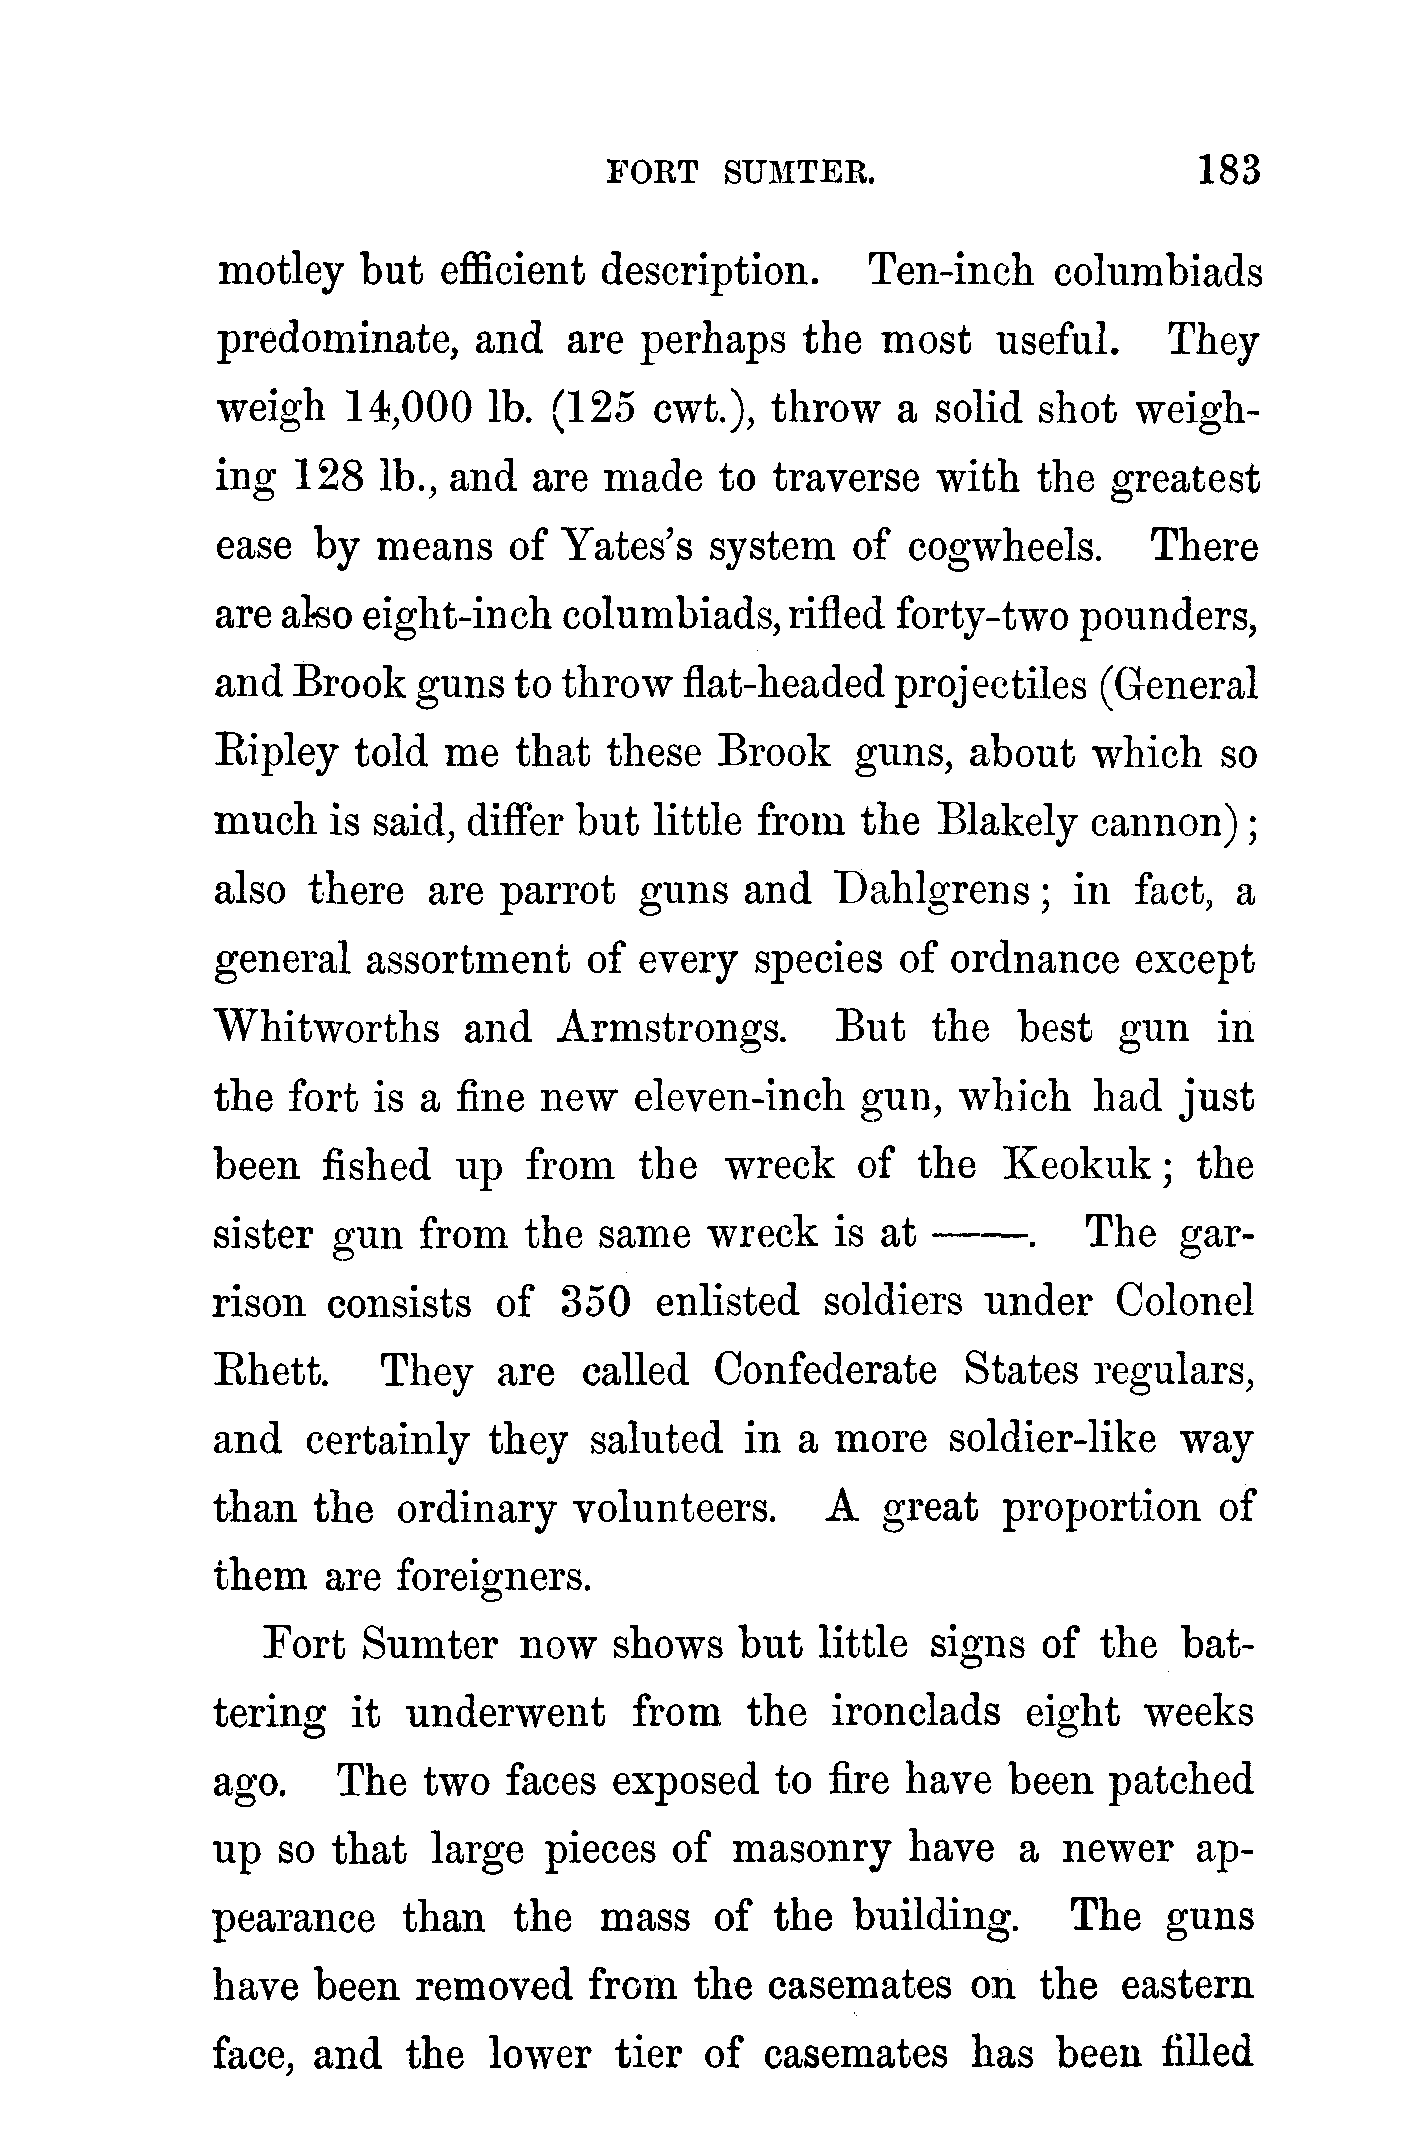 FORT SUMTER. 183
motley but efficient description. Ten-inch columbiads
predominate, and are perhaps the most useful. They
weigh 14,000 lb. (125 cwt.), throw a solid shot weigh-
ing 128 lb., and are made to traverse with the greatest
ease by means of Yates's system of cogwheels. There
are also eight-inch columbiads, rifled forty-two pounders,
and Brook guns to throw flat-headed projectiles (General
Ripley told me that these Brook guns, about which so
much is said, differ but little from the Blakely cannon) ;
also there are parrot guns and Dahlgrens ; in fact, a
general assortment of every species of ordnance except
Whitworths and Armstrongs. But the best gun in
the fort is a fine new eleven-inch gun, which had just
been fished up from the wreck of the Keokuk ; the
sister gun from the same wreck is at ——. The gar-
rison consists of 350 enlisted soldiers under Colonel
Rhett. They are called Confederate States regulars,
and certainly they saluted in a more soldier-like way
than the ordinary volunteers. A great proportion of
them are foreigners.
Fort Sumter now shows but little signs of the bat-
tering it underwent from the ironclads eight weeks
ago. The two faces exposed to fire have been patched
up so that large pieces of masonry have a newer ap-
pearance than the mass of the building. The guns
have been removed from the casemates on the eastern
face, and the lower tier of casemates has been filled